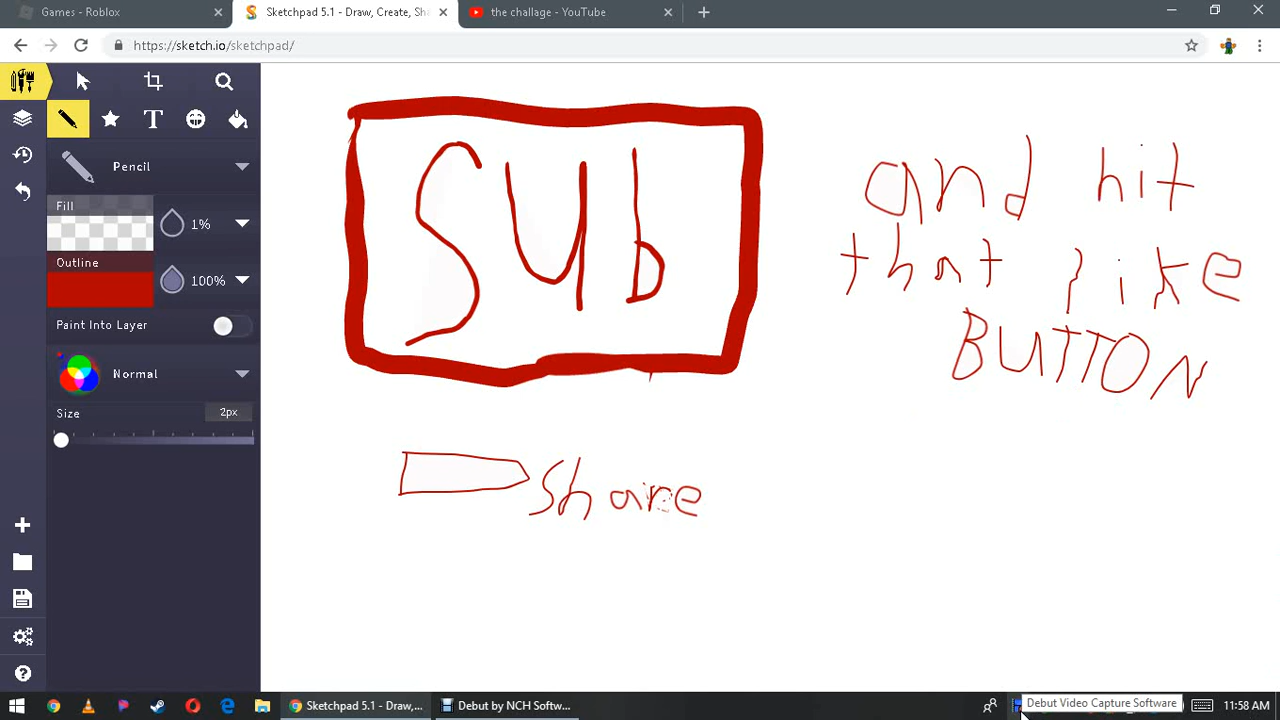 Games - Roblox
Sketchpad 5.1 - Draw, Create, Sha
the challage - YouTube
https://sketch.io/sketchpad/
Pencil
Fill
1%
Outline
100%
Paint Into Layer
Normal
Size
2px
SUb
and hit
that like
BUTTON
Share
Sketchpad 5.1 - Draw,...
Debut by NCH Softw...
Debut Video Capture Software
11:58 AM